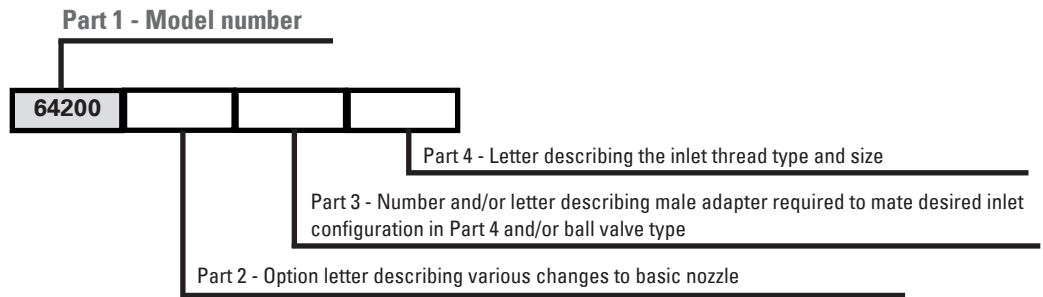 Part 1 - Model number
64200
Part 4 - Letter describing the inlet thread type and size
Part 3 - Number and/or letter describing male adapter required to mate desired inlet
configuration in Part 4 and/or ball valve type
Part 2 - Option letter describing various changes to basic nozzle